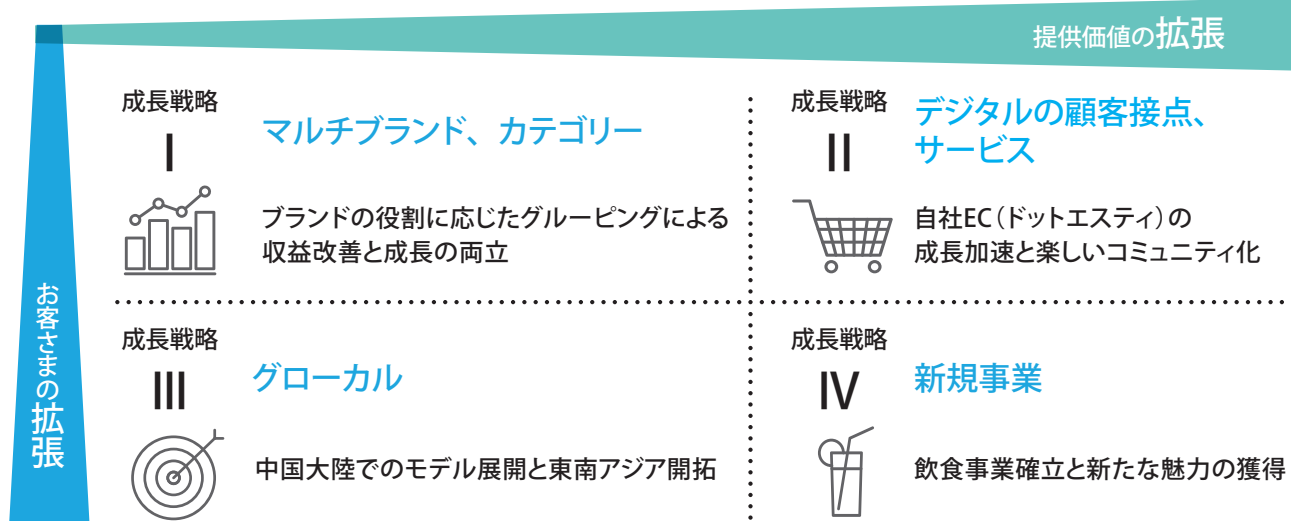 提供価値の拡張
お客さまの拡張
成長戦略
Ⅰ
マルチブランド、カテゴリー
ブランドの役割に応じたグルーピングによる
収益改善と成長の両立
成長戦略
Ⅱ
デジタルの顧客接点、
サービス
自社EC(ドットエスティ)の
成長加速と楽しいコミュニティ化
成長戦略
Ⅲ
グローカル
中国大陸でのモデル展開と東南アジア開拓
成長戦略
Ⅳ
新規事業
飲食事業確立と新たな魅力の獲得